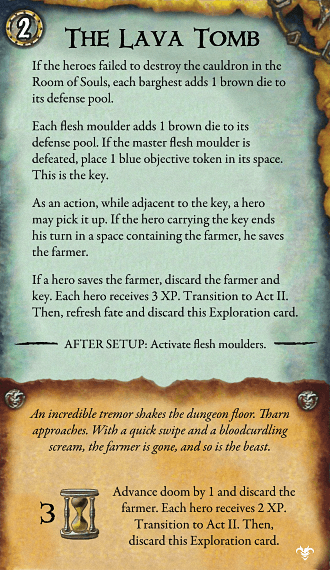 2
The Lava Tomb
If the heroes failed to destroy the cauldron in the
Room of Souls, each barghest adds 1 brown die to
its defense pool.
Each flesh moulder adds 1 brown die to its
defense pool. If the master flesh moulder is
defeated, place 1 blue objective token in its space.
This is the key.
As an action, while adjacent to the key, a hero
may pick it up. If the hero carrying the key ends
his turn in a space containing the farmer, he saves
the farmer.
If a hero saves the farmer, discard the farmer and
key. Each hero receives 3 XP. Transition to Act II.
Then, refresh fate and discard this Exploration card.
AFTER SETUP: Activate flesh moulders.
An incredible tremor shakes the dungeon floor. Tharn
approaches. With a quick swipe and a bloodcurdling
scream, the farmer is gone, and so is the beast.
3
Advance doom by 1 and discard the
farmer. Each hero receives 2 XP.
Transition to Act II. Then,
discard this Exploration card.